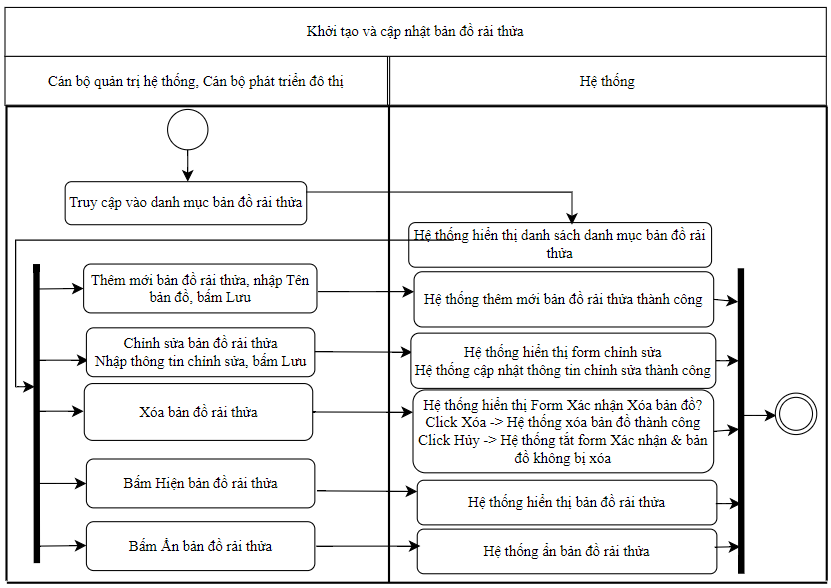 Khởi tạo và cập nhật bản đồ rải thửa
Cán bộ quản trị hệ thống, Cán bộ phát triển đô thị
Hệ thống
Truy cập vào danh mục bản đồ rải thửa
Hệ thống hiển thị danh sách danh mục bản đồ rải
thửa
Thêm mới bản đồ rải thửa, nhập Tên
bản đồ, bấm Lưu
Hệ thống thêm mới bản đồ rải thửa thành công
Chỉnh sửa bản đồ rải thửa
Nhập thông tin chỉnh sửa, bấm Lưu
Hệ thống hiển thị form chỉnh sửa
Hệ thống cập nhật thông tin chỉnh sửa thành công
Xóa bản đồ rải thửa
Hệ thống hiển thị Form Xác nhận Xóa bản đồ?
Click Xóa -> Hệ thống xóa bản đồ thành công
Click Hủy -> Hệ thống tắt form Xác nhận & bản
đồ không bị xóa
Bấm Hiện bản đồ rải thửa
Hệ thống hiển thị bản đồ rải thửa
Bấm Ẩn bản đồ rải thửa
Hệ thống ẩn bản đồ rải thửa